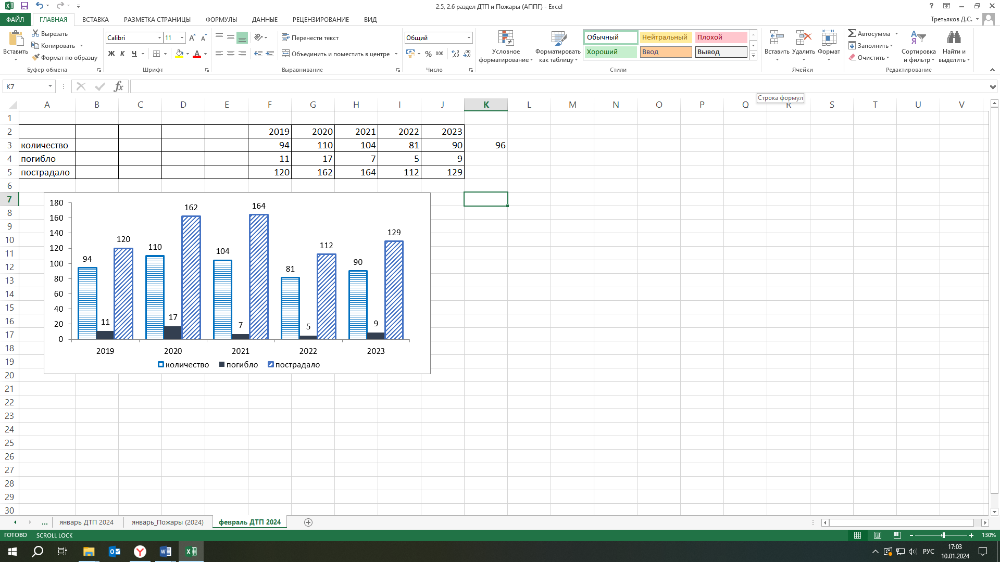 2.5, 2.6 раздел ДТП и Пожары (АППГ) - Excel
ФАЙЛ ГЛАВНАЯ ВСТАВКА РАЗМЕТКА СТРАНИЦЫ ФОРМУЛЫ ДАННЫЕ РЕЦЕНЗИРОВАНИЕ ВИД Третьяков Д.С.
Вставить
Вырезать
Копировать
Формат по образцу
Буфер обмена
Calibri 11
Ж К Ч
Шрифт
Перенести текст
Объединить и поместить в центре
Выравнивание
Общий
% 000
Число
Условное форматирование
Форматировать как таблицу
Обычный Нейтральный Плохой
Хороший Ввод Вывод
Стили
Вставить Удалить Формат
Ячейки
Автосумма
Заполнить
Очистить
Сортировка и фильтр
Найти и выделить
Редактирование
K7 fx
Строка формул
A B C D E F G H I J K L M N O P Q R S T U V
1
2 2019 2020 2021 2022 2023
3 количество 94 110 104 81 90 96
4 погибло 11 17 7 5 9
5 пострадало 120 162 164 112 129
6
7
8
9
10
11
12
13
14
15
16
17
18
19
20
21
22
23
24
25
26
27
28
29
30
180
160
140
120
100
80
60
40
20
0
94 11 120
110 17 162
104 7 164
81 5 112
90 9 129
2019 2020 2021 2022 2023
количество погибло пострадало
... январь ДТП 2024 январь_Пожары (2024) февраль ДТП 2024
ГОТОВО SCROLL LOCK 130%
РУС 17:03
10.01.2024